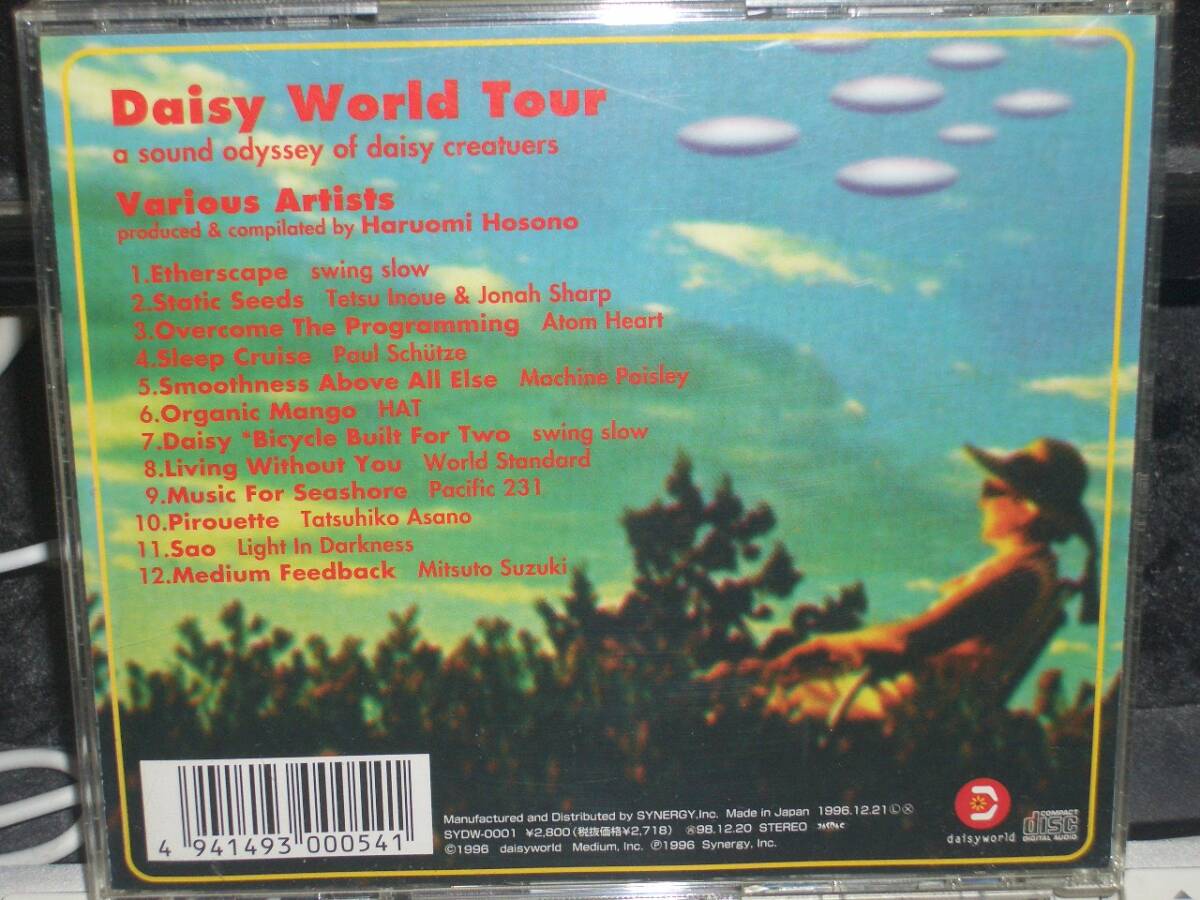 Daisy World Tour
a sound odyssey of daisy creatuers
Various Artists
produced & compilated by Haruomi Hosono
1.Etherscape swing slow
2.Static Seeds Tetsu Inoue & Jonah Sharp
3.Overcome The Programming Atom Heart
4.Sleep Cruise Paul Schütze
5.Smoothness Above All Else Machine Paisley
6.Organic Mango HAT
7.Daisy "Bicycle Built For Two swing slow
8.Living Without You World Standard
9.Music For Seashore Pacific 231
10.Pirouette Tatsuhiko Asano
11.Sao Light In Darkness
12.Medium Feedback Mitsuto Suzuki
4 941493 000541
Manufactured and Distributed by SYNERGY,Inc. Made in Japan 1996.12.21ⓁⓍ
SYDW-0001 ¥2,800(税抜価格¥2,718) Ⓧ98.12.20 STEREO JASRAC
©1996 daisyworld Medium, Inc. Ⓟ1996 Synergy, Inc.
daisyworld
COMPACT
disc
DIGITAL AUDIO